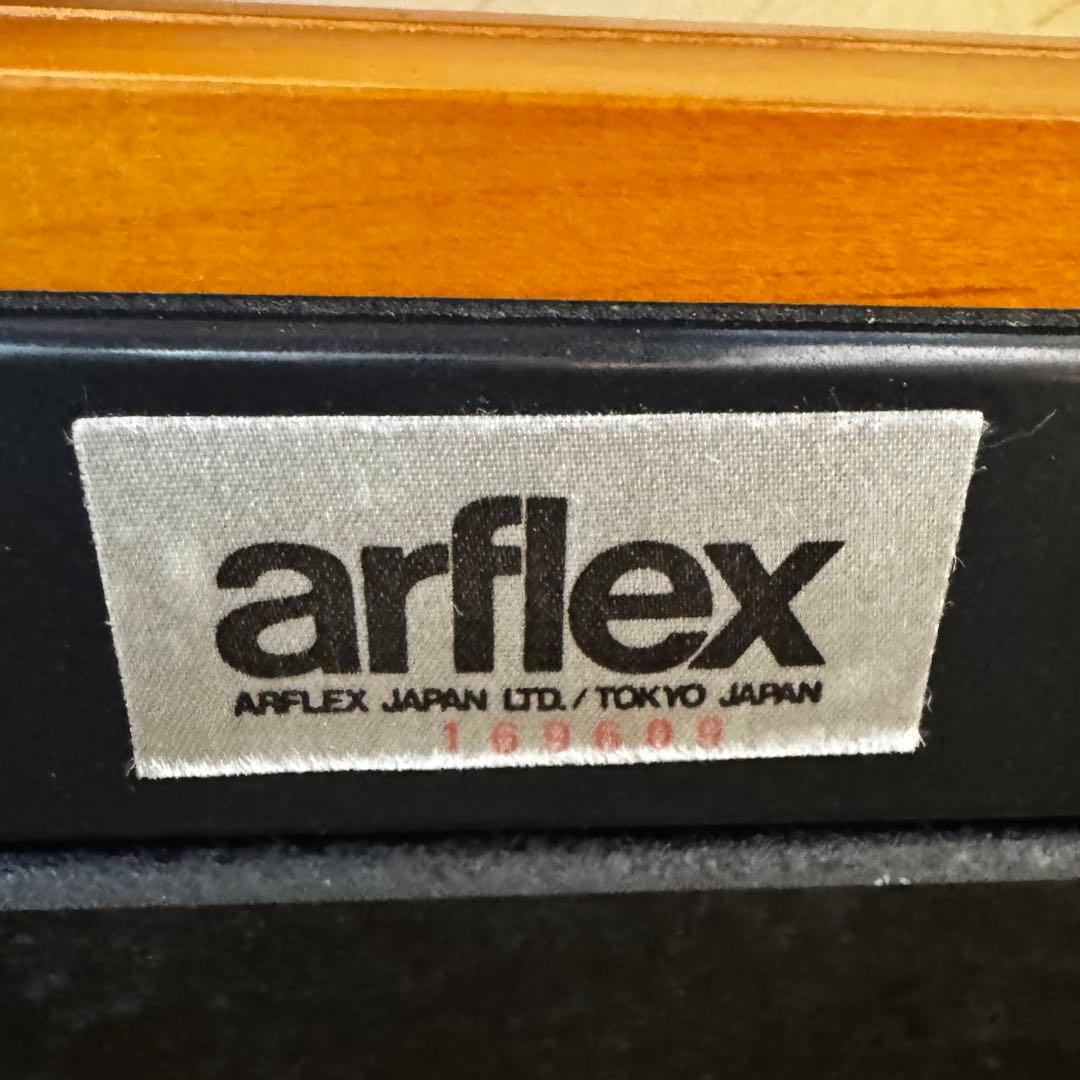 arflex
ARFLEX JAPAN LTD. / TOKYO JAPAN
169609